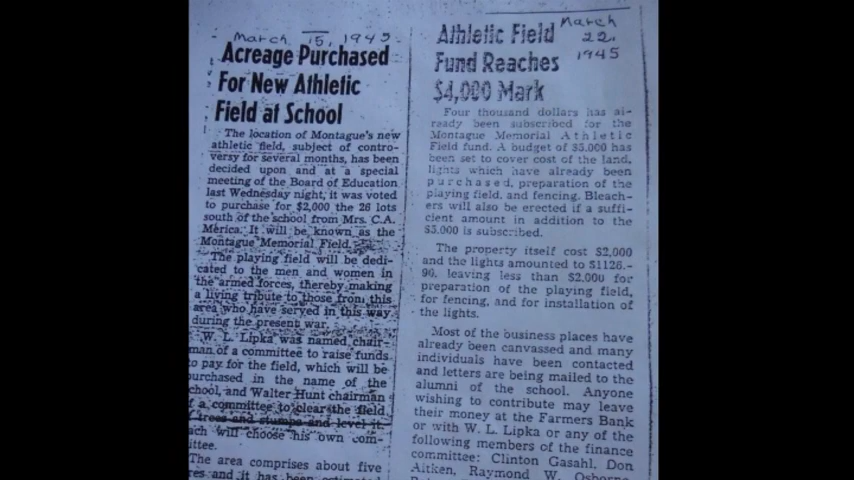 March 15, 1945
Acreage Purchased
For New Athletic
Field at School
The location of Montague's new
athletic field, subject of contro-
versy for several months, has been
decided upon and at a special
meeting of the Board of Education
last Wednesday night, it was voted
to purchase for $2,000 the 26 lots
south of the school from Mrs. C.A.
Merica. It will be known as the
Montague Memorial Field.
The playing field will be dedi-
cated to the men and women in
the armed forces, thereby making
a living tribute to those from this
area who have served in this way
during the present war.
W. L. Lipka was named chair-
man of a committee to raise funds
to pay for the field, which will be
purchased in the name of the
chool, and Walter Hunt chairman
f a committee to clear the field
trees and stumps and level it.
ach will choose his own com-
ittee.
The area comprises about five
res and it has been estimated
Athletic Field
Fund Reaches
$4,000 Mark
March
22,
1945
Four thousand dollars has al-
ready been subscribed for the
Montague Memorial Athletic
Field fund. A budget of $5,000 has
been set to cover cost of the land,
lights which have already been
purchased, preparation of the
playing field, and fencing. Bleach-
ers will also be erected if a suffi-
cient amount in addition to the
$5,000 is subscribed.
The property itself cost $2,000
and the lights amounted to $1126.-
90, leaving less than $2,000 for
preparation of the playing field,
for fencing, and for installation of
the lights.
Most of the business places have
already been canvassed and many
individuals have been contacted
and letters are being mailed to the
alumni of the school. Anyone
wishing to contribute may leave
their money at the Farmers Bank
or with W. L. Lipka or any of the
following members of the finance
committee: Clinton Gasahl, Don
Aitken, Raymond W. Osborne